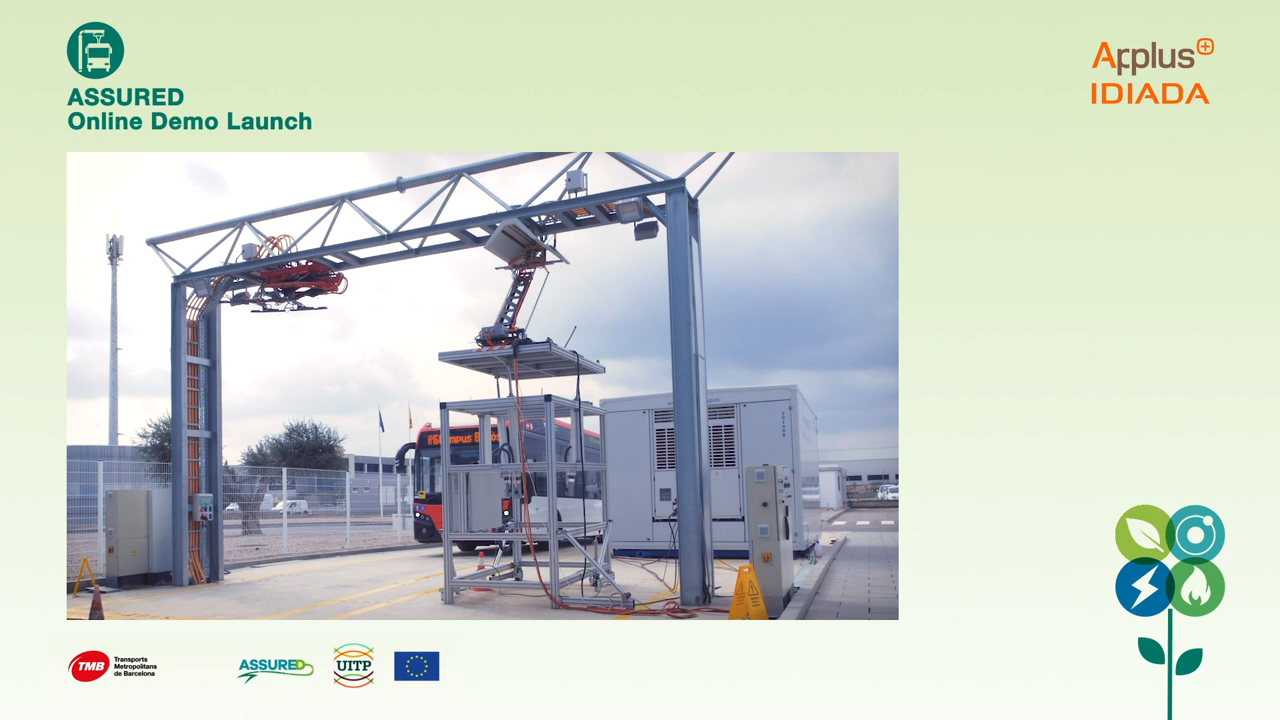 ASSURED
Online Demo Launch
Applus+
IDIADA
TMB
Transports
Metropolitans
de Barcelona
ASSURED
UITP